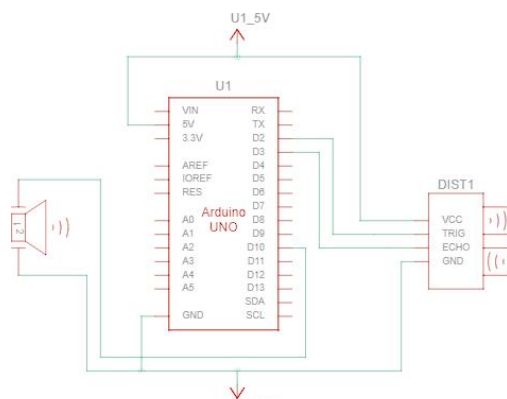 U1_5V
U1
VIN
5V
3.3V
AREF
IOREF
RES
A0
A1
A2
A3
A4
A5
GND
Arduino
UNO
RX
TX
D2
D3
D4
D5
D6
D7
D8
D9
D10
D11
D12
D13
SDA
SCL
1 2
DIST1
VCC
TRIG
ECHO
GND